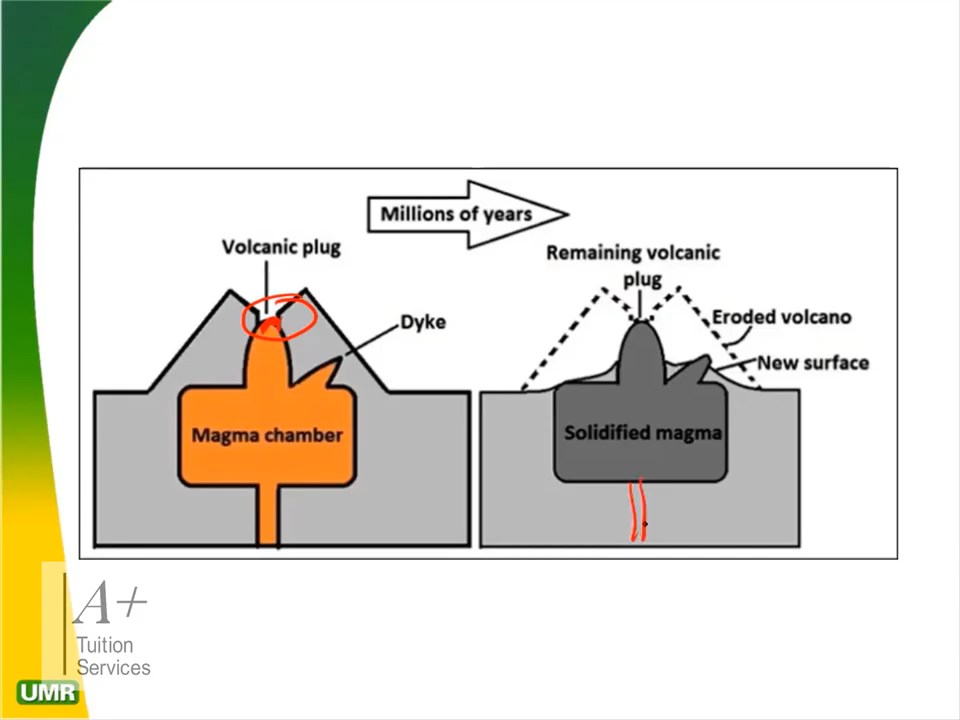 Millions of years
Volcanic plug
Remaining volcanic
plug
Dyke
Eroded volcano
New surface
Magma chamber
Solidified magma
A+
Tuition
Services
UMR